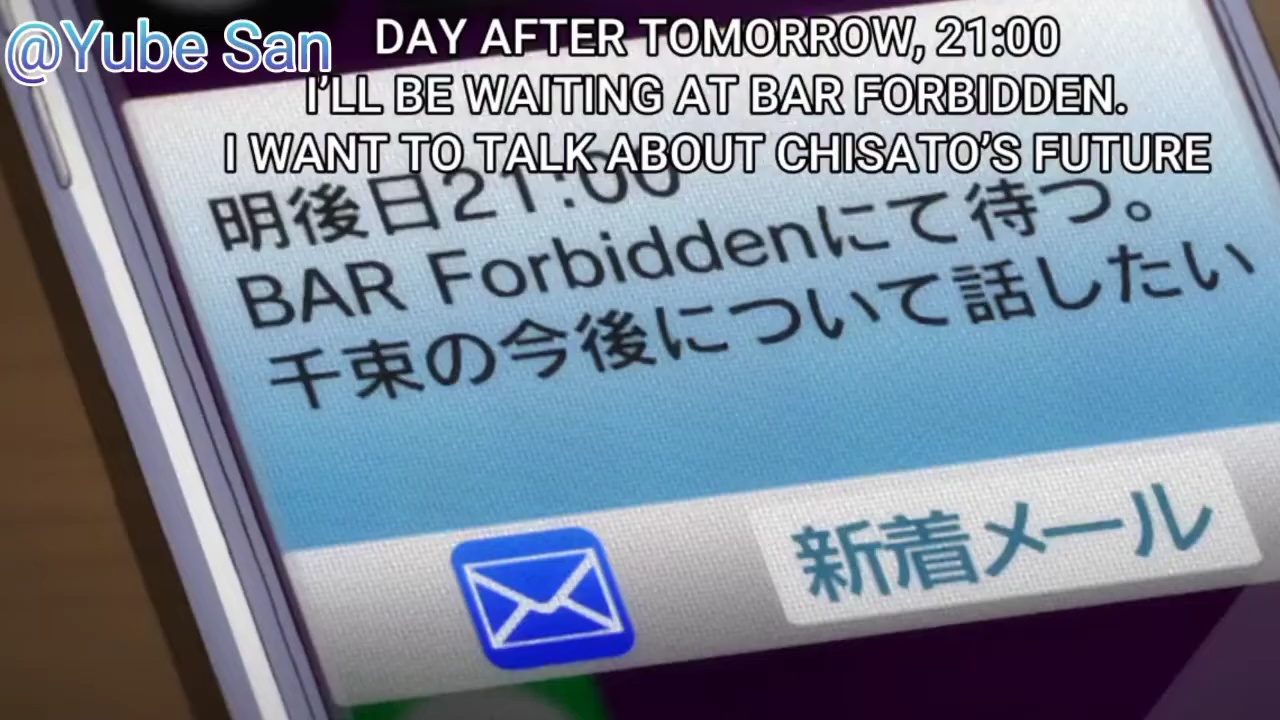 @Yube San
DAY AFTER TOMORROW, 21:00
I'LL BE WAITING AT BAR FORBIDDEN.
I WANT TO TALK ABOUT CHISATO'S FUTURE
明後日21:00
BAR Forbiddenにて待つ。
千束の今後について話したい
新着メール